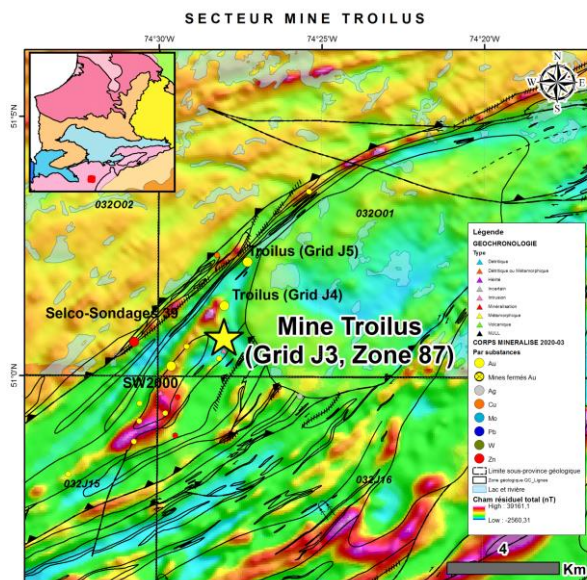 SECTEUR MINE TROILUS
74°30'0"W
74°25'0"W
74°20'0"W
N
W
E
S
51°5'N
032O02
032O01
Troilus (Grid J5)
Troilus (Grid J4)
Selco-Sondages 39
Mine Troilus
(Grid J3, Zone 87)
51°0'N
SW2000
032J15
032J16
Légende
GEOCHRONOLOGIE
Type
Détritique
Détritique ou Métamorphique
Hérité
Incertain
Intrusion
Minéralisation
Métamorphique
Volcanique
NULL
CORPS MINERALISE 2020-03
Par substances
Au
Mines fermés Au
Ag
Cu
Mo
Pb
W
Zn
Limite sous-province géologique
Zone géologique GC_Lignes
Lac et rivière
Cham résiduel total (nT)
High : 39161,1
Low : -2560,31
4
Km